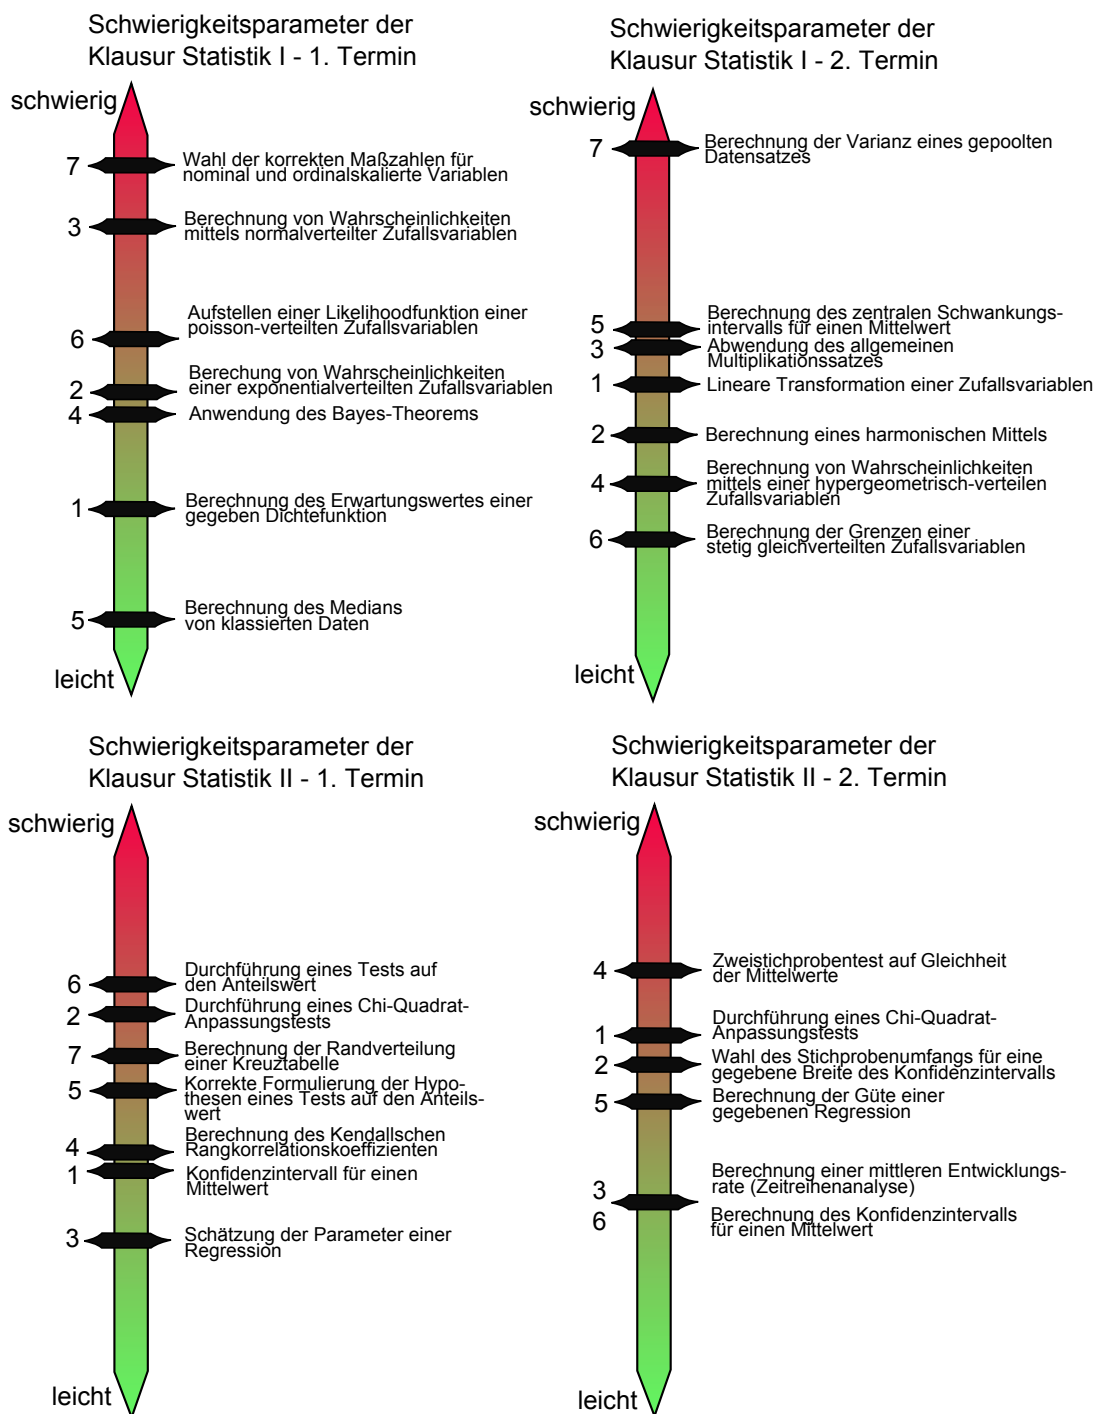 Schwierigkeitsparameter der
Klausur Statistik I - 1. Termin
schwierig
7
Wahl der korrekten Maßzahlen für
nominal und ordinalskalierte Variablen
3
Berechnung von Wahrscheinlichkeiten
mittels normalverteilter Zufallsvariablen
6
Aufstellen einer Likelihoodfunktion einer
poisson-verteilten Zufallsvariablen
2
Berechung von Wahrscheinlichkeiten
einer exponentialverteilten Zufallsvariablen
4
Anwendung des Bayes-Theorems
1
Berechnung des Erwartungswertes einer
gegeben Dichtefunktion
5
Berechnung des Medians
von klassierten Daten
leicht
Schwierigkeitsparameter der
Klausur Statistik I - 2. Termin
schwierig
7
Berechnung der Varianz eines gepoolten
Datensatzes
5
Berechnung des zentralen Schwankungs-
intervalls für einen Mittelwert
3
Abwendung des allgemeinen
Multiplikationssatzes
1
Lineare Transformation einer Zufallsvariablen
2
Berechnung eines harmonischen Mittels
4
Berechnung von Wahrscheinlichkeiten
mittels einer hypergeometrisch-verteilen
Zufallsvariablen
6
Berechnung der Grenzen einer
stetig gleichverteilten Zufallsvariablen
leicht
Schwierigkeitsparameter der
Klausur Statistik II - 1. Termin
schwierig
6
Durchführung eines Tests auf
den Anteilswert
2
Durchführung eines Chi-Quadrat-
Anpassungstests
7
Berechnung der Randverteilung
einer Kreuztabelle
5
Korrekte Formulierung der Hypo-
thesen eines Tests auf den Anteils-
wert
4
Berechnung des Kendallschen
Rangkorrelationskoeffizienten
1
Konfidenzintervall für einen
Mittelwert
3
Schätzung der Parameter einer
Regression
leicht
Schwierigkeitsparameter der
Klausur Statistik II - 2. Termin
schwierig
4
Zweistichprobentest auf Gleichheit
der Mittelwerte
1
Durchführung eines Chi-Quadrat-
Anpassungstests
2
Wahl des Stichprobenumfangs für eine
gegebene Breite des Konfidenzintervalls
5
Berechnung der Güte einer
gegebenen Regression
3
Berechnung einer mittleren Entwicklungs-
rate (Zeitreihenanalyse)
6
Berechnung des Konfidenzintervalls
für einen Mittelwert
leicht